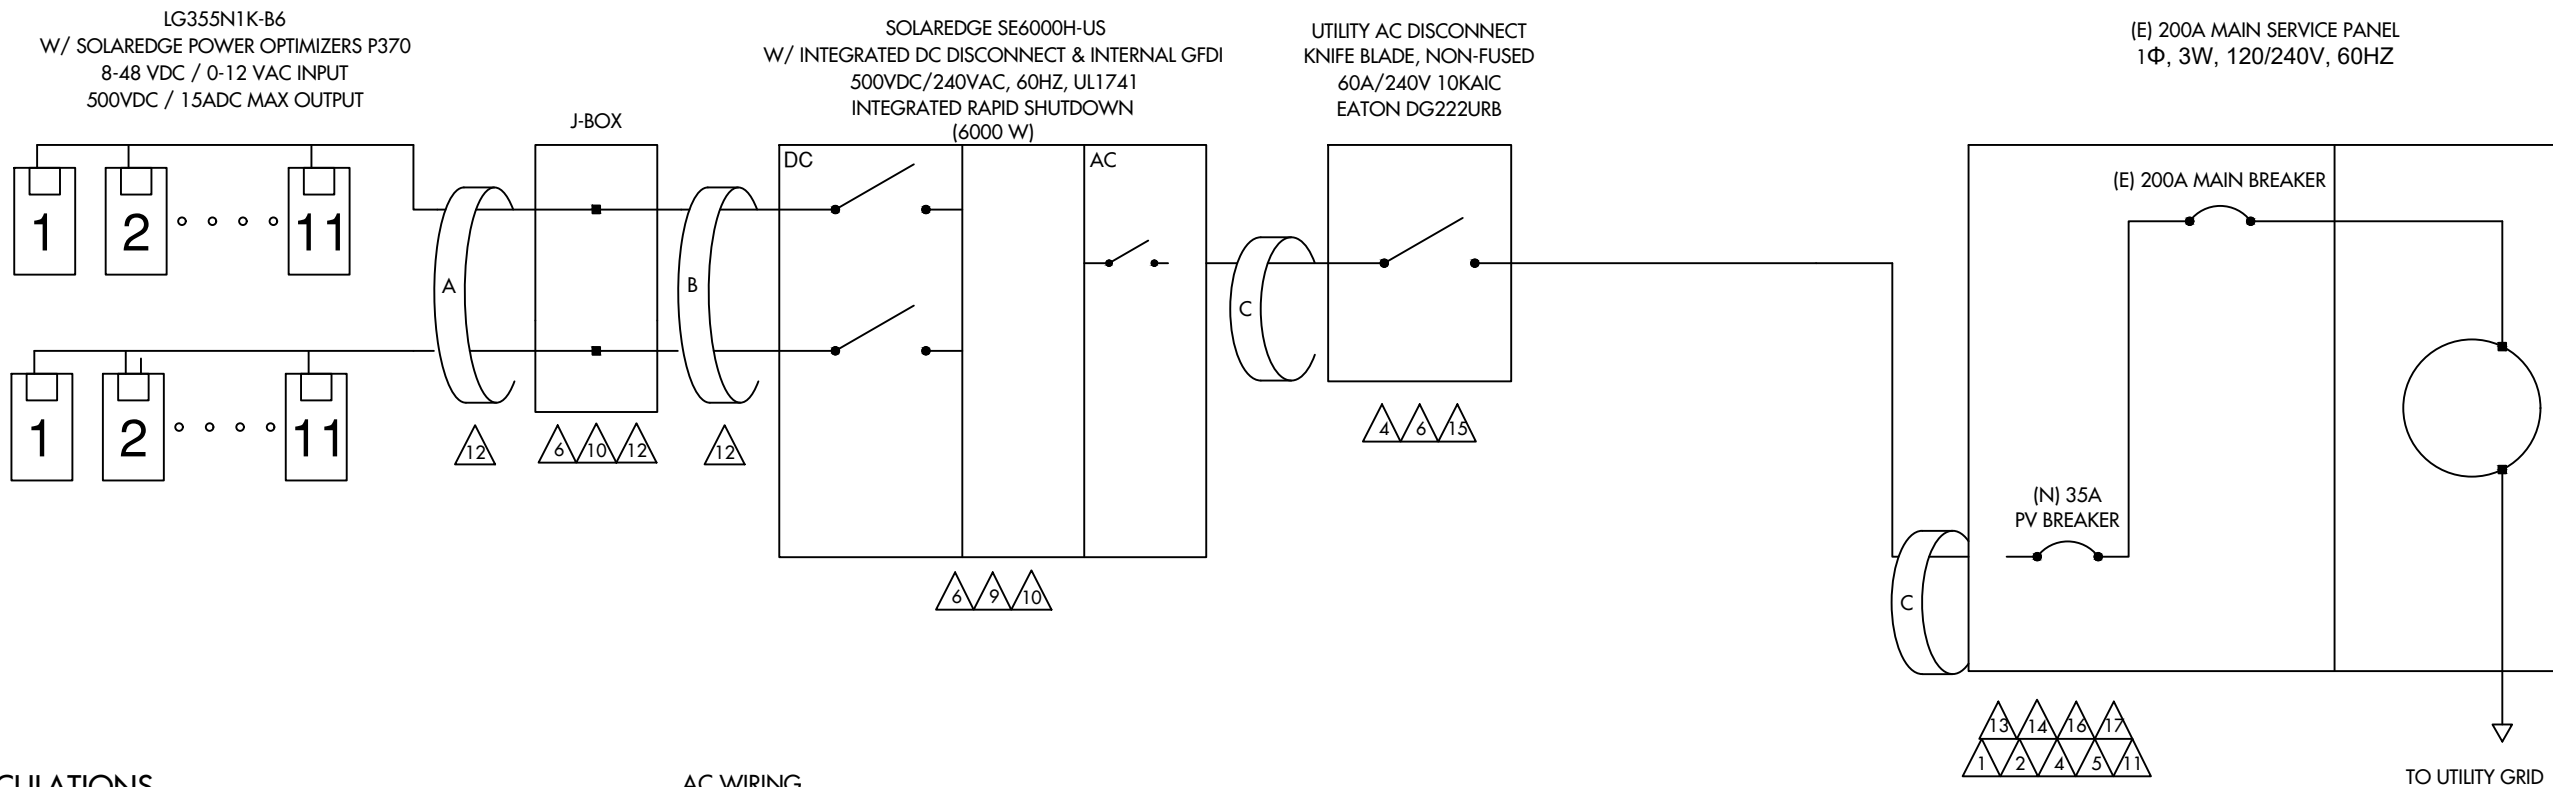 LG355N1K-B6
W/ SOLAREDGE POWER OPTIMIZERS P370
8-48 VDC / 0-12 VAC INPUT
500VDC / 15ADC MAX OUTPUT
J-BOX
SOLAREDGE SE6000H-US
W/ INTEGRATED DC DISCONNECT & INTERNAL GFDI
500VDC/240VAC, 60HZ, UL1741
INTEGRATED RAPID SHUTDOWN
(6000 W)
UTILITY AC DISCONNECT
KNIFE BLADE, NON-FUSED
60A/240V 10KAIC
EATON DG222URB
(E) 200A MAIN SERVICE PANEL
1Φ, 3W, 120/240V, 60HZ
DC
AC
(E) 200A MAIN BREAKER
1 2 11
A
B
C
1 2 11
12
6 10 12
12
4 6 15
(N) 35A
PV BREAKER
6 9 10
C
13 14 16 17
1 2 4 5 11
TO UTILITY GRID
CULATIONS
AC WIRING